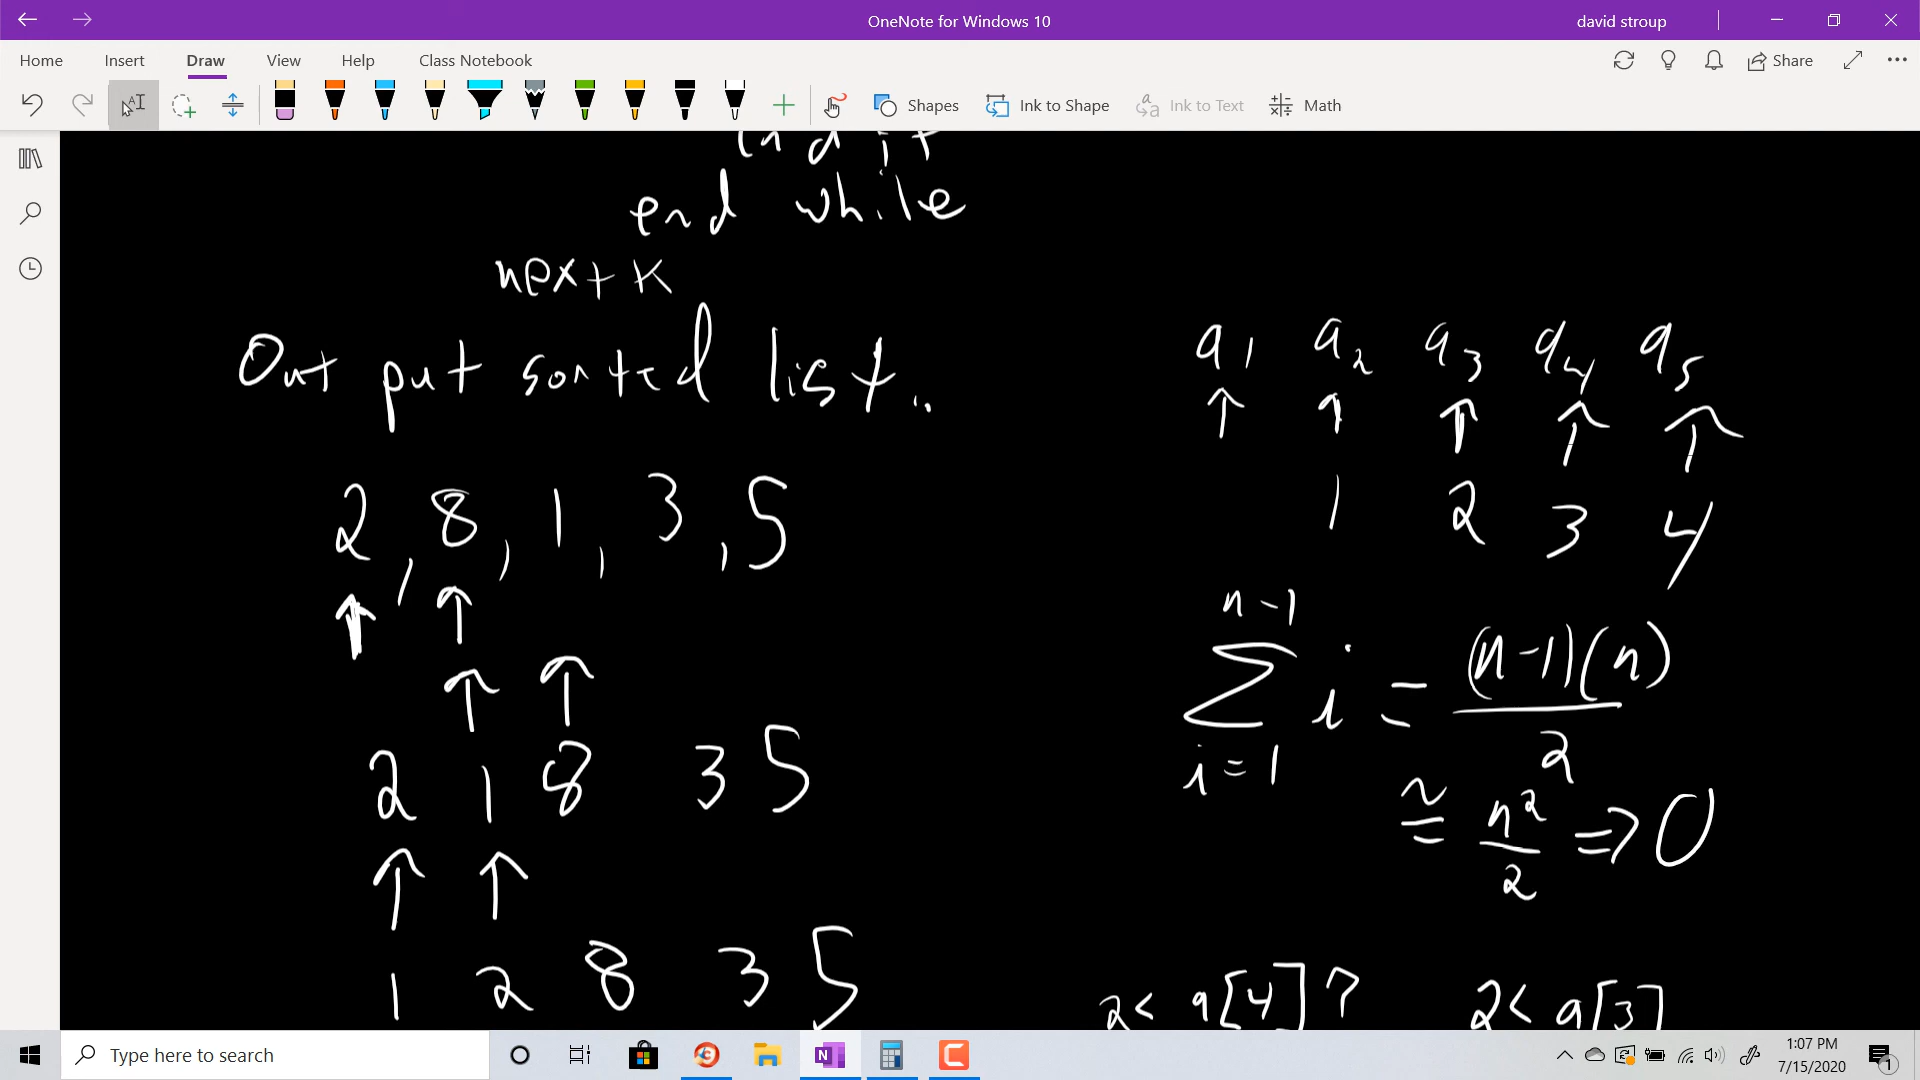 OneNote for Windows 10
david stroup
Home Insert Draw View Help Class Notebook
Share
Shapes Ink to Shape Ink to Text Math
end while
next k
Out put sorted list..
2, 8, 1, 3, 5
2 1 8 3 5
1 2 8 3 5
a1 a2 a3 a4 a5
1 2 3 4
n-1
∑ i = (n-1)(n)
i=1 2
≅ n² ⇒ O
2
2< a[4]? 2< a[3]
Type here to search
1:07 PM
7/15/2020
1